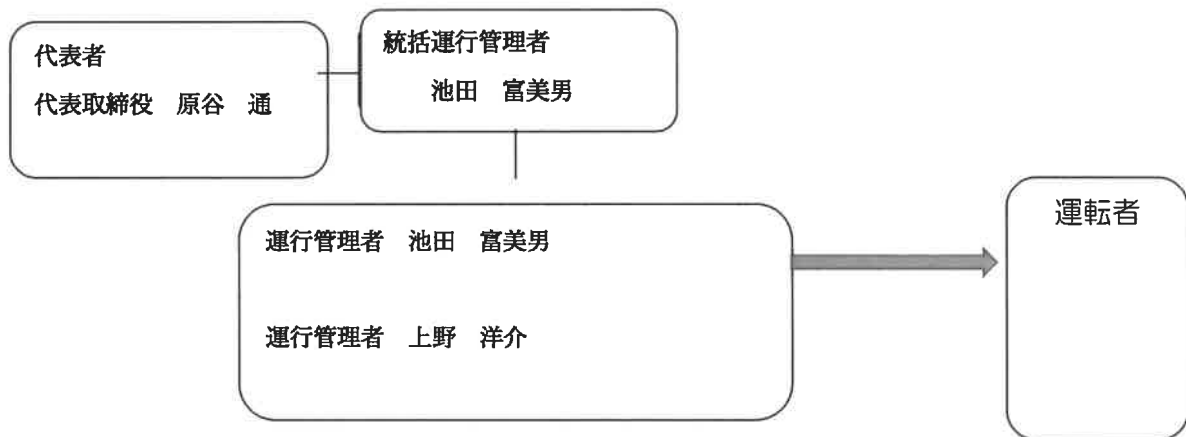 代表者
代表取締役　原谷　通
統括運行管理者
池田　富美男
運行管理者　池田　富美男
運行管理者　上野　洋介
運転者